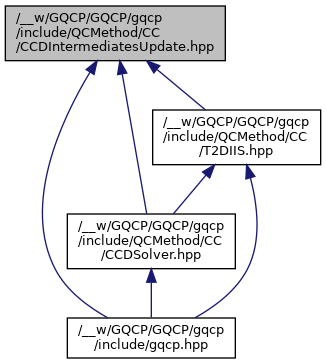 /__w/GQCP/GQCP/gqcp
/include/QCMethod/CC
/CCDIntermediatesUpdate.hpp
/__w/GQCP/GQCP/gqcp
/include/QCMethod/CC
/T2DIIS.hpp
/__w/GQCP/GQCP/gqcp
/include/QCMethod/CC
/CCDSolver.hpp
/__w/GQCP/GQCP/gqcp
/include/gqcp.hpp